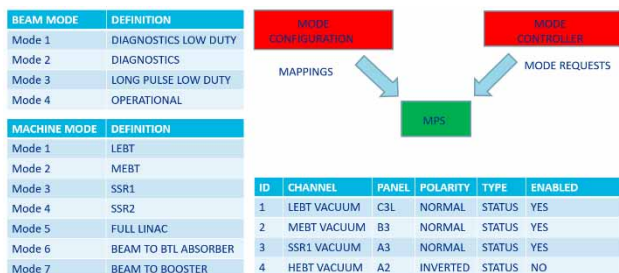 BEAM MODE DEFINITION
Mode 1 DIAGNOSTICS LOW DUTY
Mode 2 DIAGNOSTICS
Mode 3 LONG PULSE LOW DUTY
Mode 4 OPERATIONAL
MACHINE MODE DEFINITION
Mode 1 LEBT
Mode 2 MEBT
Mode 3 SSR1
Mode 4 SSR2
Mode 5 FULL LINAC
Mode 6 BEAM TO BTL ABSORBER
Mode 7 BEAM TO BOOSTER
MODE
CONFIGURATION
MODE
CONTROLLER
MAPPINGS
MODE REQUESTS
MPS
ID CHANNEL PANEL POLARITY TYPE ENABLED
1 LEBT VACUUM C3L NORMAL STATUS YES
2 MEBT VACUUM B3 NORMAL STATUS YES
3 SSR1 VACUUM A3 NORMAL STATUS YES
4 HEBT VACUUM A2 INVERTED STATUS NO